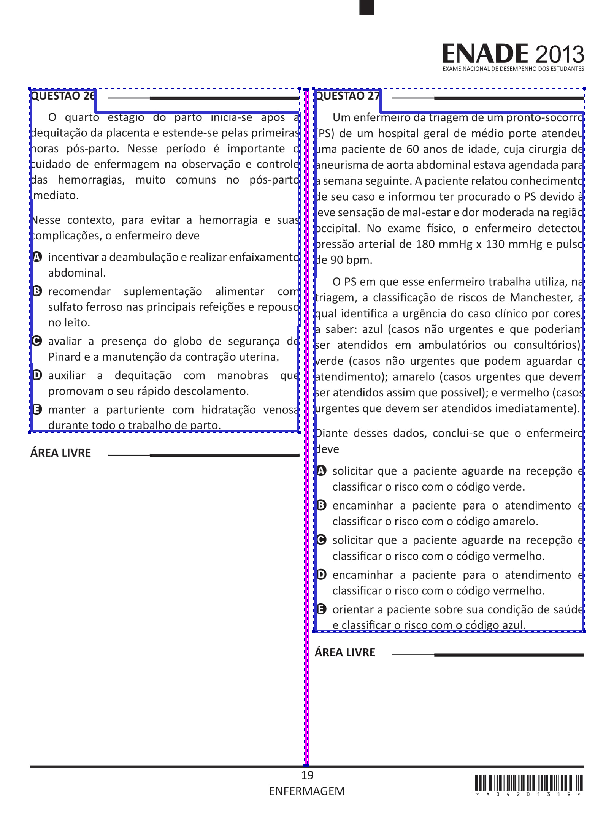 ENADE 2013
EXAME NACIONAL DE DESEMPENHO DOS ESTUDANTES
QUESTÃO 26
O quarto estágio do parto inicia-se após a
dequitação da placenta e estende-se pelas primeiras
horas pós-parto. Nesse período é importante o
cuidado de enfermagem na observação e controle
das hemorragias, muito comuns no pós-parto
imediato.
Nesse contexto, para evitar a hemorragia e suas
complicações, o enfermeiro deve
A incentivar a deambulação e realizar enfaixamento
abdominal.
B recomendar suplementação alimentar com
sulfato ferroso nas principais refeições e repouso
no leito.
C avaliar a presença do globo de segurança de
Pinard e a manutenção da contração uterina.
D auxiliar a dequitação com manobras que
promovam o seu rápido descolamento.
E manter a parturiente com hidratação venosa
durante todo o trabalho de parto.
ÁREA LIVRE
QUESTÃO 27
Um enfermeiro da triagem de um pronto-socorro
(PS) de um hospital geral de médio porte atendeu
uma paciente de 60 anos de idade, cuja cirurgia de
aneurisma de aorta abdominal estava agendada para
a semana seguinte. A paciente relatou conhecimento
de seu caso e informou ter procurado o PS devido à
leve sensação de mal-estar e dor moderada na região
occipital. No exame físico, o enfermeiro detectou
pressão arterial de 180 mmHg x 130 mmHg e pulso
de 90 bpm.
O PS em que esse enfermeiro trabalha utiliza, na
triagem, a classificação de riscos de Manchester, a
qual identifica a urgência do caso clínico por cores,
a saber: azul (casos não urgentes e que poderiam
ser atendidos em ambulatórios ou consultórios);
verde (casos não urgentes que podem aguardar o
atendimento); amarelo (casos urgentes que devem
ser atendidos assim que possível); e vermelho (casos
urgentes que devem ser atendidos imediatamente).
Diante desses dados, conclui-se que o enfermeiro
deve
A solicitar que a paciente aguarde na recepção e
classificar o risco com o código verde.
B encaminhar a paciente para o atendimento e
classificar o risco com o código amarelo.
C solicitar que a paciente aguarde na recepção e
classificar o risco com o código vermelho.
D encaminhar a paciente para o atendimento e
classificar o risco com o código vermelho.
E orientar a paciente sobre sua condição de saúde
e classificar o risco com o código azul.
ÁREA LIVRE
19
ENFERMAGEM